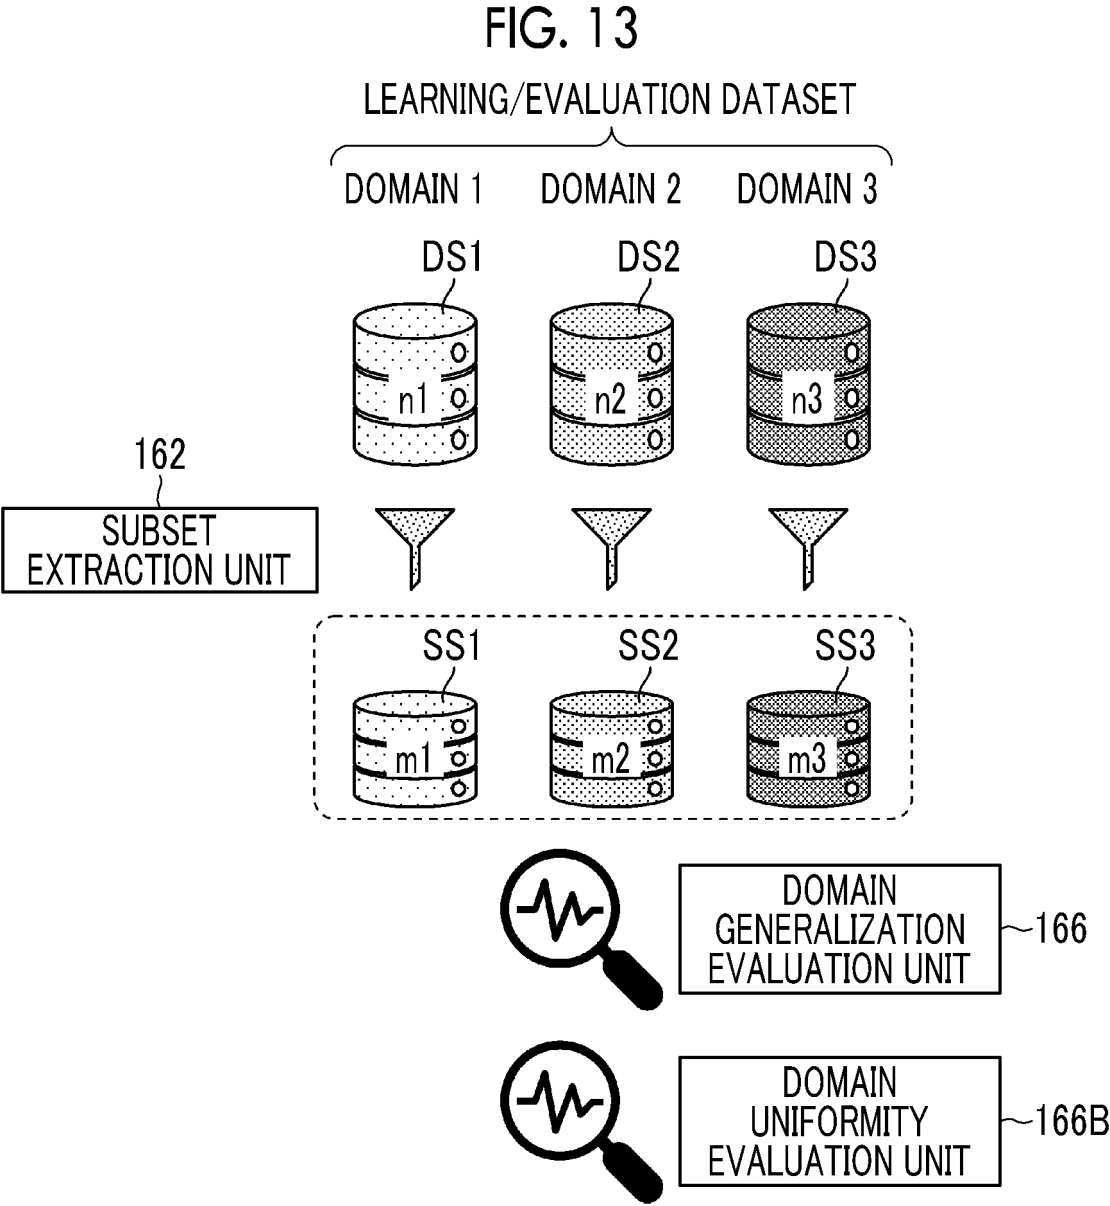 FIG. 13
LEARNING/EVALUATION DATASET
DOMAIN 1 DOMAIN 2 DOMAIN 3
DS1 DS2 DS3
n1 n2 n3
162
SUBSET
EXTRACTION UNIT
SS1 SS2 SS3
m1 m2 m3
DOMAIN
GENERALIZATION
EVALUATION UNIT
166
DOMAIN
UNIFORMITY
EVALUATION UNIT
166B